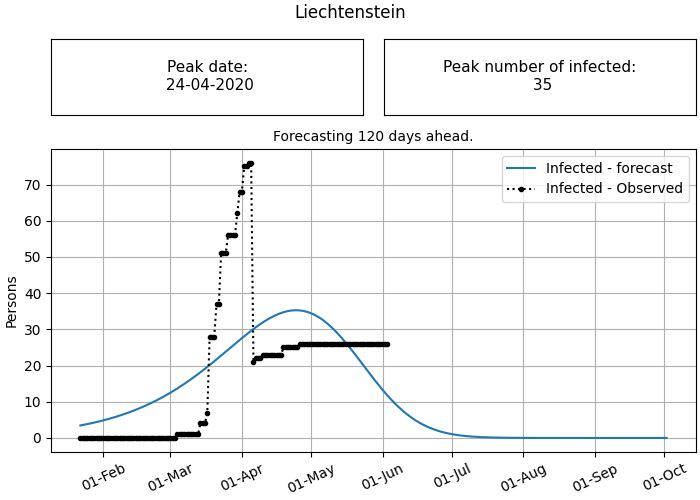 Liechtenstein
Peak date:
24-04-2020
Peak number of infected:
35
Forecasting 120 days ahead.
Infected - forecast
Infected - Observed
Persons
70
60
50
40
30
20
10
0
01-Feb
01-Mar
01-Apr
01-May
01-Jun
01-Jul
01-Aug
01-Sep
01-Oct